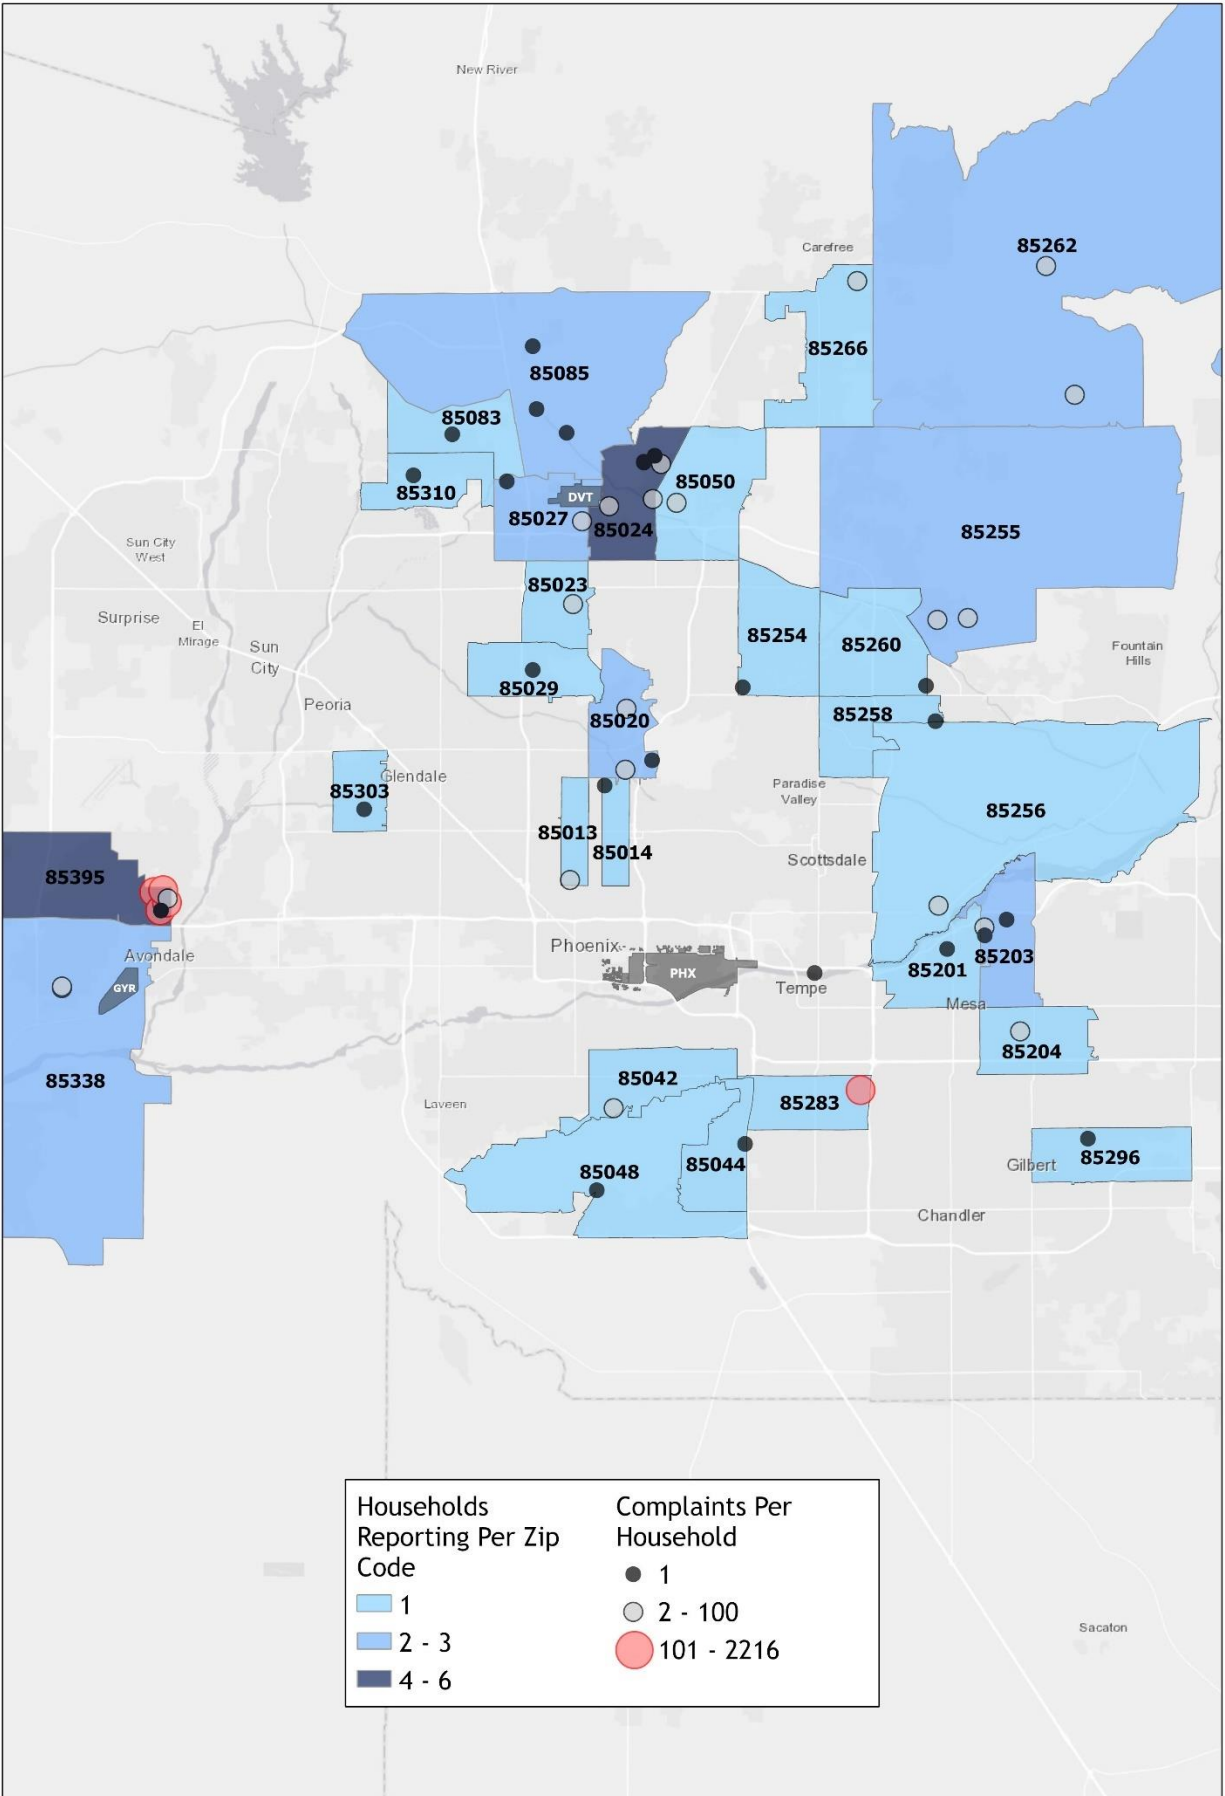 New River
Carefree
85262
85266
85085
85083
85310
85050
DVT
85027
85024
85255
Sun City
West
85023
Surprise
El
Mirage
Sun
City
85254
85260
Fountain
Hills
85029
Peoria
85020
85258
Glendale
85303
Paradise
Valley
85256
85013
85014
Scottsdale
85395
Phoenix
Avondale
85201
85203
PHX
GYR
Tempe
Mesa
85204
85338
85042
Laveen
85283
85048
85044
Gilbert
85296
Chandler
Households
Reporting Per Zip
Code
1
2 - 3
4 - 6
Complaints Per
Household
1
2 - 100
101 - 2216
Sacaton